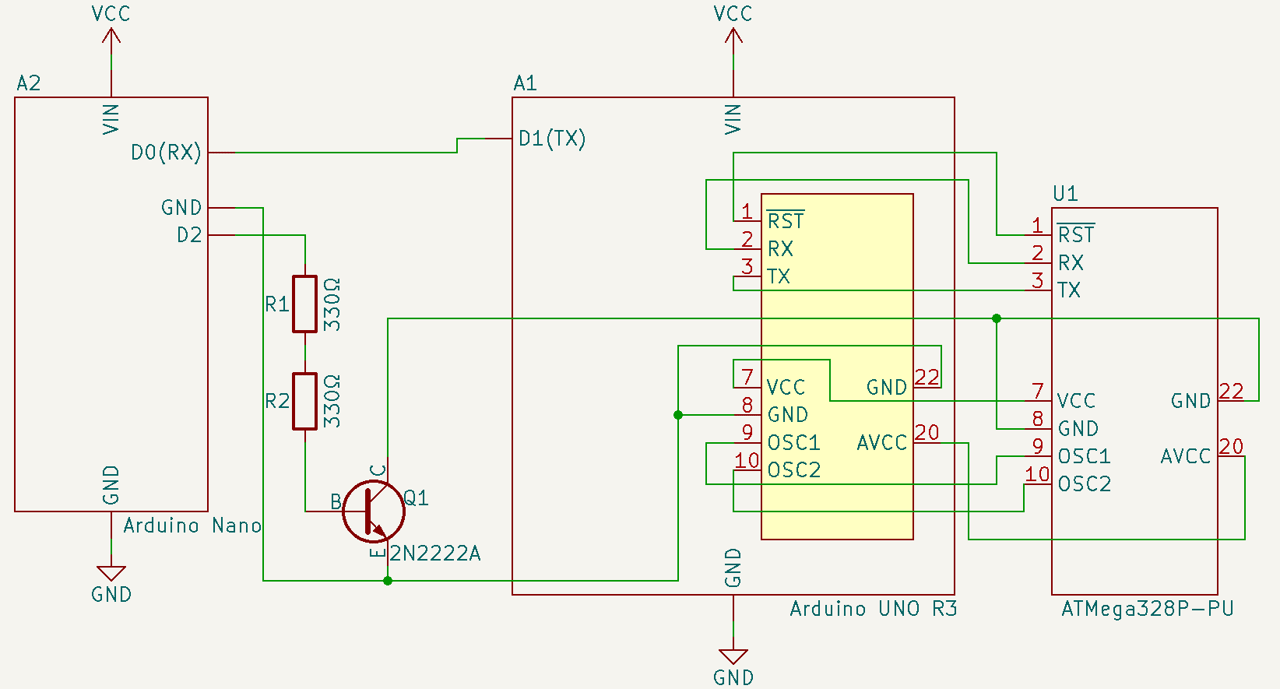 VCC
VCC
A2
A1
VIN
VIN
D0(RX)
D1(TX)
GND
D2
R1
330Ω
R2
330Ω
GND
Arduino Nano
GND
B
C
E
Q1
2N2222A
1 RST
2 RX
3 TX
7 VCC
8 GND
9 OSC1
10 OSC2
GND 22
AVCC 20
GND
Arduino UNO R3
GND
U1
1 RST
2 RX
3 TX
7 VCC
8 GND
9 OSC1
10 OSC2
GND 22
AVCC 20
ATMega328P-PU